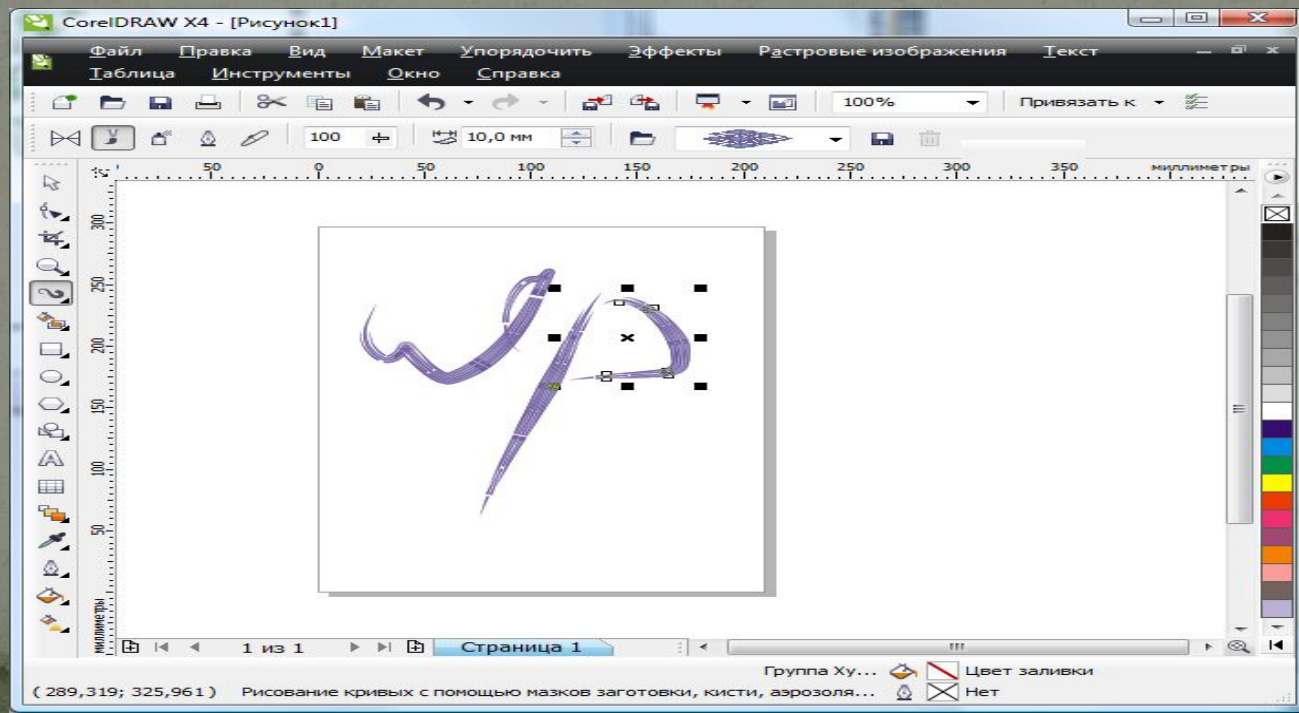 CorelDRAW X4 - [Рисунок1]
Файл Правка Вид Макет Упорядочить Эффекты Растровые изображения Текст
Таблица Инструменты Окно Справка
100% Привязать к
100 10,0 мм
50 0 50 100 150 200 250 300 350 миллиметры
300
250
200
150
100
50
миллиметры
1 из 1 Страница 1
Группа Ху... Цвет заливки
( 289,319; 325,961 ) Рисование кривых с помощью мазков заготовки, кисти, аэрозоля... Нет